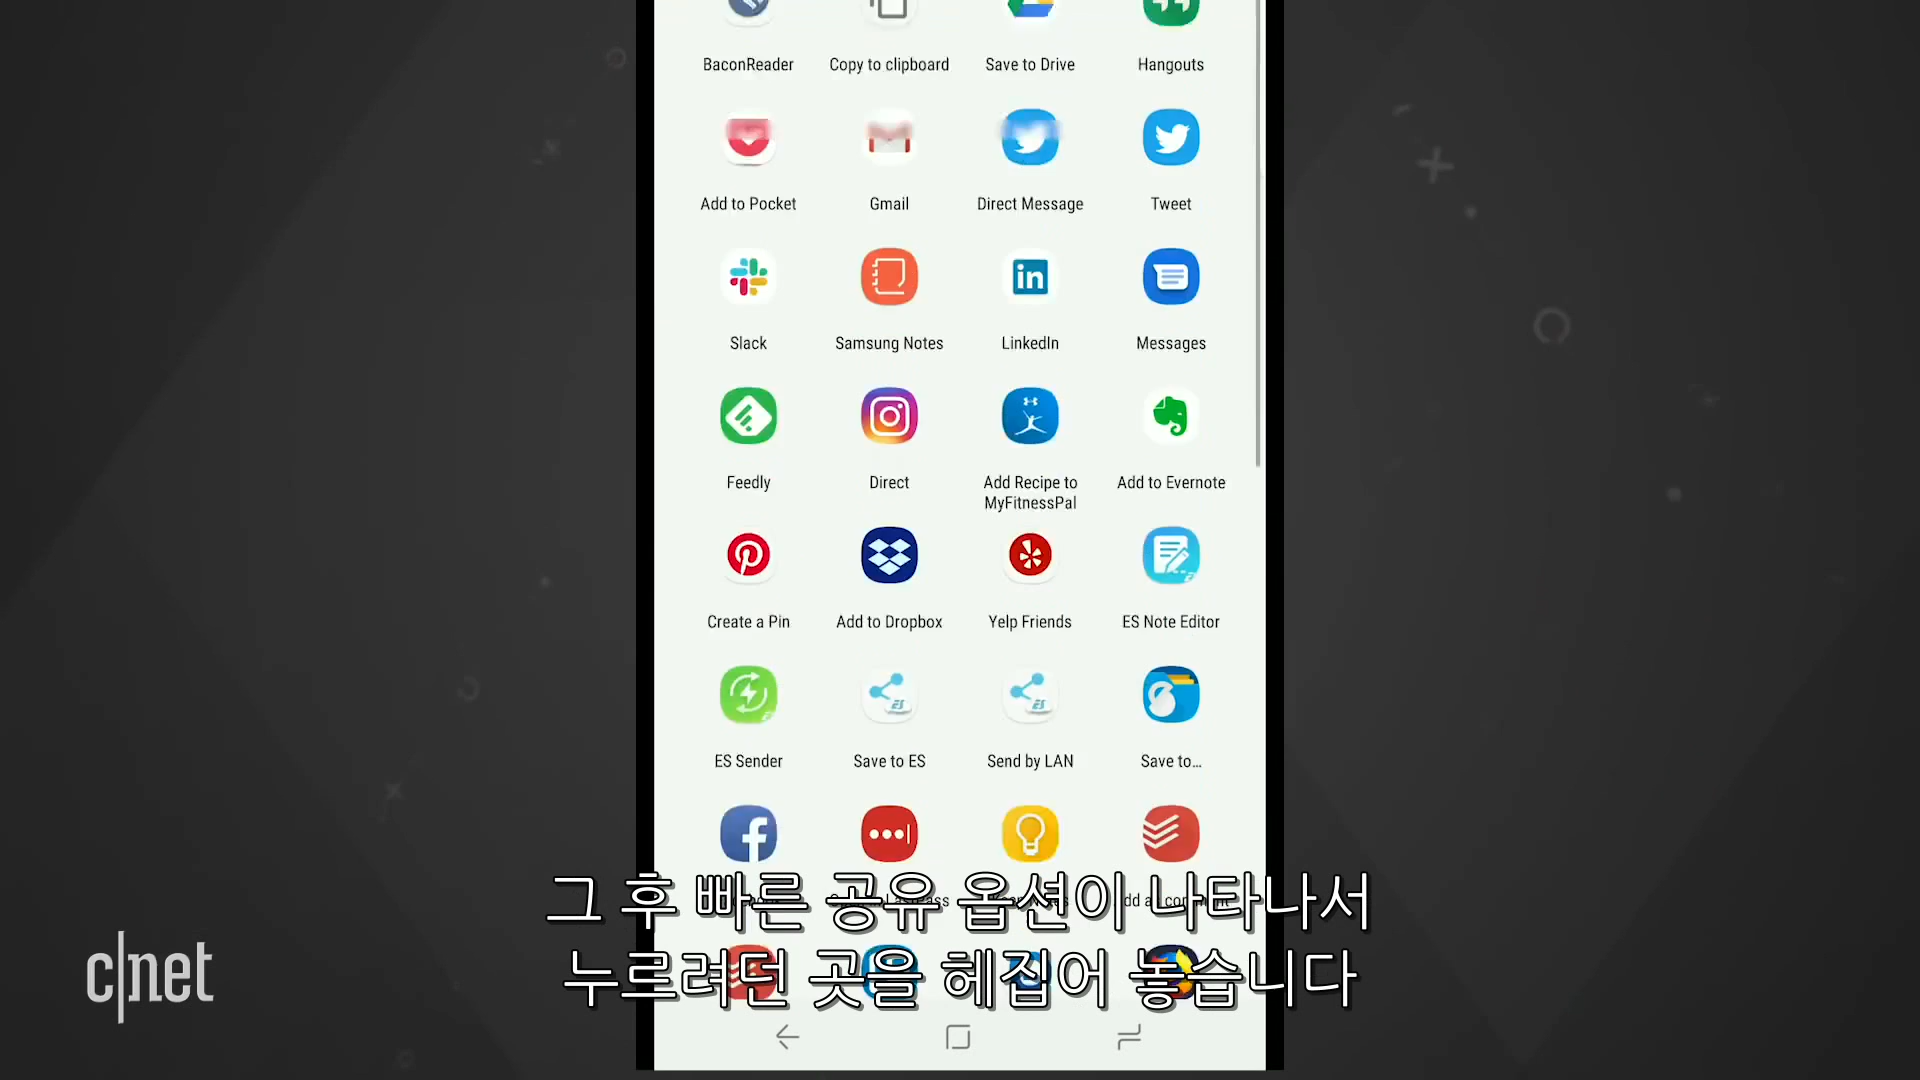 BaconReader
Copy to clipboard
Save to Drive
Hangouts
Add to Pocket
Gmail
Direct Message
Tweet
Slack
Samsung Notes
LinkedIn
Messages
Feedly
Direct
Add Recipe to
MyFitnessPal
Add to Evernote
Create a Pin
Add to Dropbox
Yelp Friends
ES Note Editor
ES Sender
Save to ES
Send by LAN
Save to...
그 후 빠른 공유 옵션이 나타나서
누르려던 곳을 헤집어 놓습니다
c|net